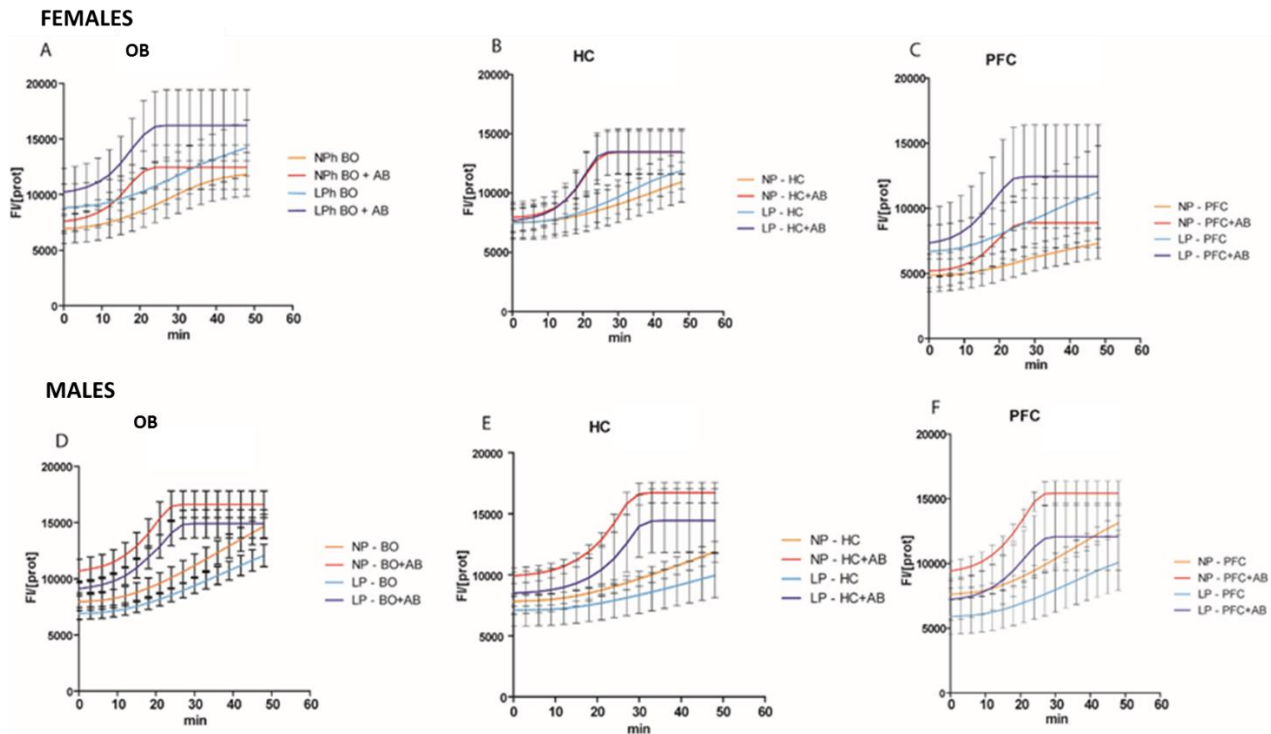 FEMALES
A
OB
20000
15000
10000
5000
0
FI/[prot]
0 10 20 30 40 50 60
min
NPh BO
NPh BO + AB
LPh BO
LPh BO + AB
B
HC
20000
15000
10000
5000
0
FI/[prot]
0 10 20 30 40 50 60
min
NP - HC
NP - HC+AB
LP - HC
LP - HC+AB
C
PFC
20000
15000
10000
5000
0
FI/[prot]
0 10 20 30 40 50 60
min
NP - PFC
NP - PFC+AB
LP - PFC
LP - PFC+AB
MALES
D
OB
20000
15000
10000
5000
0
FI/[prot]
0 10 20 30 40 50 60
min
NP - BO
NP - BO+AB
LP - BO
LP - BO+AB
E
HC
20000
15000
10000
5000
0
FI/[prot]
0 10 20 30 40 50 60
min
NP - HC
NP - HC+AB
LP - HC
LP - HC+AB
F
PFC
20000
15000
10000
5000
0
FI/[prot]
0 10 20 30 40 50 60
min
NP - PFC
NP - PFC+AB
LP - PFC
LP - PFC+AB